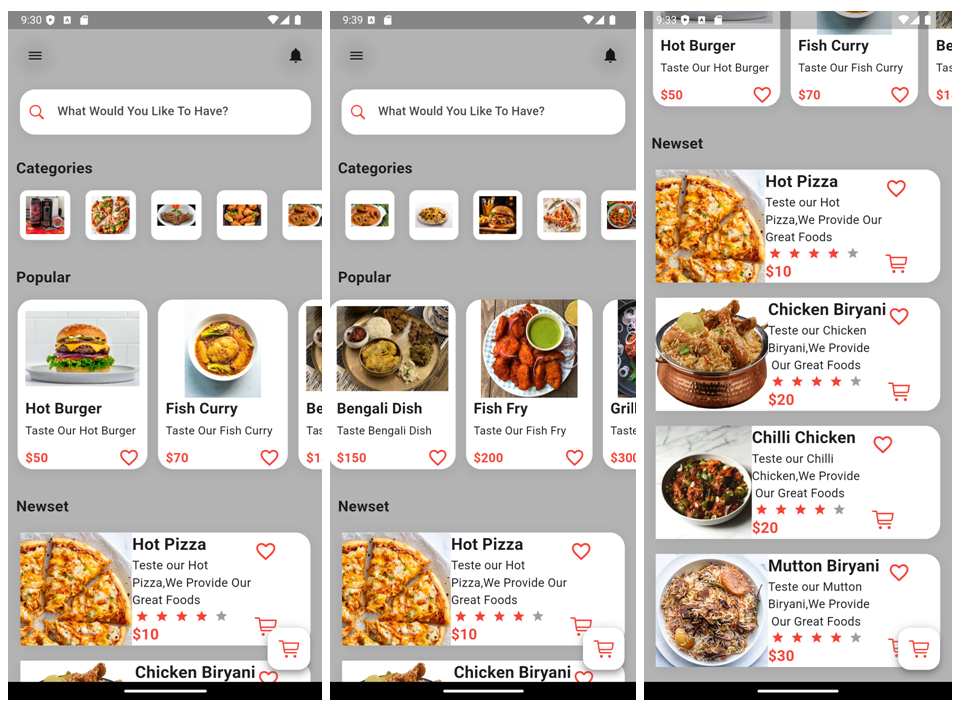 9:30
What Would You Like To Have?
Categories
Popular
Hot Burger
Taste Our Hot Burger
$50
Fish Curry
Taste Our Fish Curry
$70
Be
Tas
$1
Newset
Hot Pizza
Teste our Hot
Pizza,We Provide Our
Great Foods
$10
Chicken Biryani
9:39
What Would You Like To Have?
Categories
Popular
Bengali Dish
Taste Bengali Dish
$150
Fish Fry
Taste Our Fish Fry
$200
Grill
Taste
$300
Newset
Hot Pizza
Teste our Hot
Pizza,We Provide Our
Great Foods
$10
Chicken Biryani
9:33
Hot Burger
Taste Our Hot Burger
$50
Fish Curry
Taste Our Fish Curry
$70
Be
Tas
$1
Newset
Hot Pizza
Teste our Hot
Pizza,We Provide Our
Great Foods
$10
Chicken Biryani
Teste our Chicken
Biryani,We Provide
Our Great Foods
$20
Chilli Chicken
Teste our Chilli
Chicken,We Provide
Our Great Foods
$20
Mutton Biryani
Teste our Mutton
Biryani,We Provide
Our Great Foods
$30